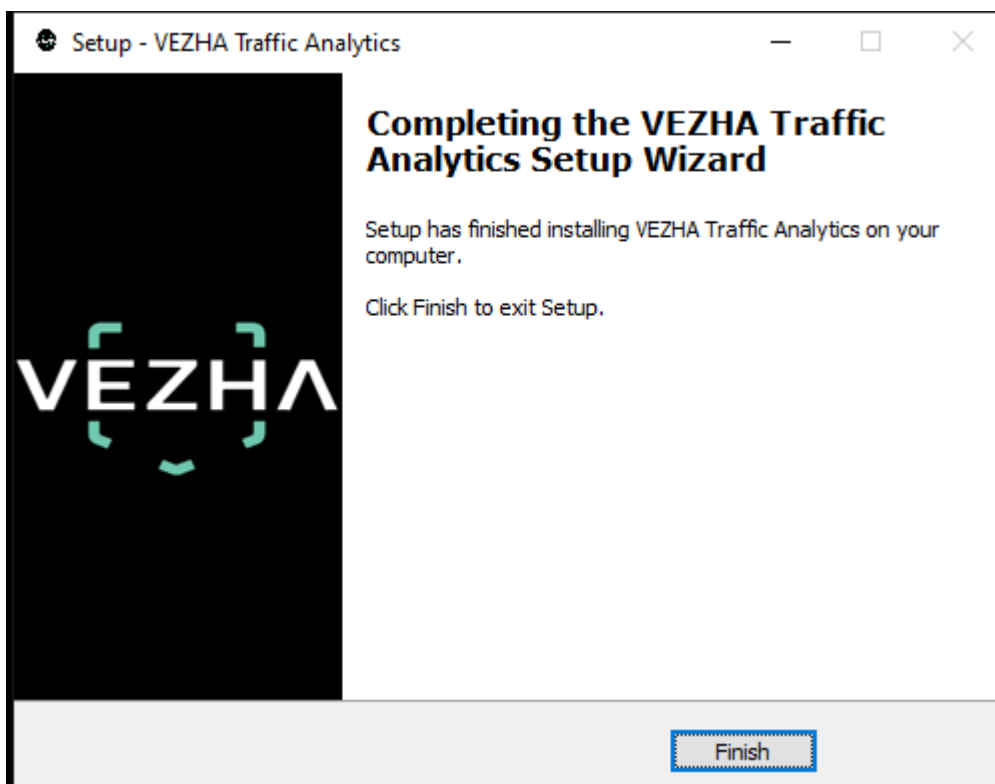 Setup - VEZHA Traffic Analytics
Completing the VEZHA Traffic
Analytics Setup Wizard
Setup has finished installing VEZHA Traffic Analytics on your
computer.
Click Finish to exit Setup.
VEZHA
Finish